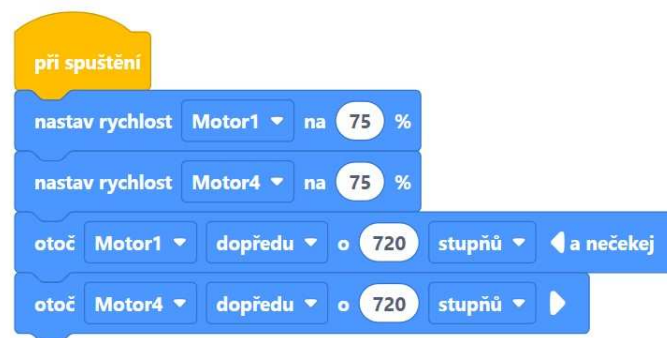 při spuštění
nastav rychlost Motor1 na 75 %
nastav rychlost Motor4 na 75 %
otoč Motor1 dopředu o 720 stupňů a nečekej
otoč Motor4 dopředu o 720 stupňů